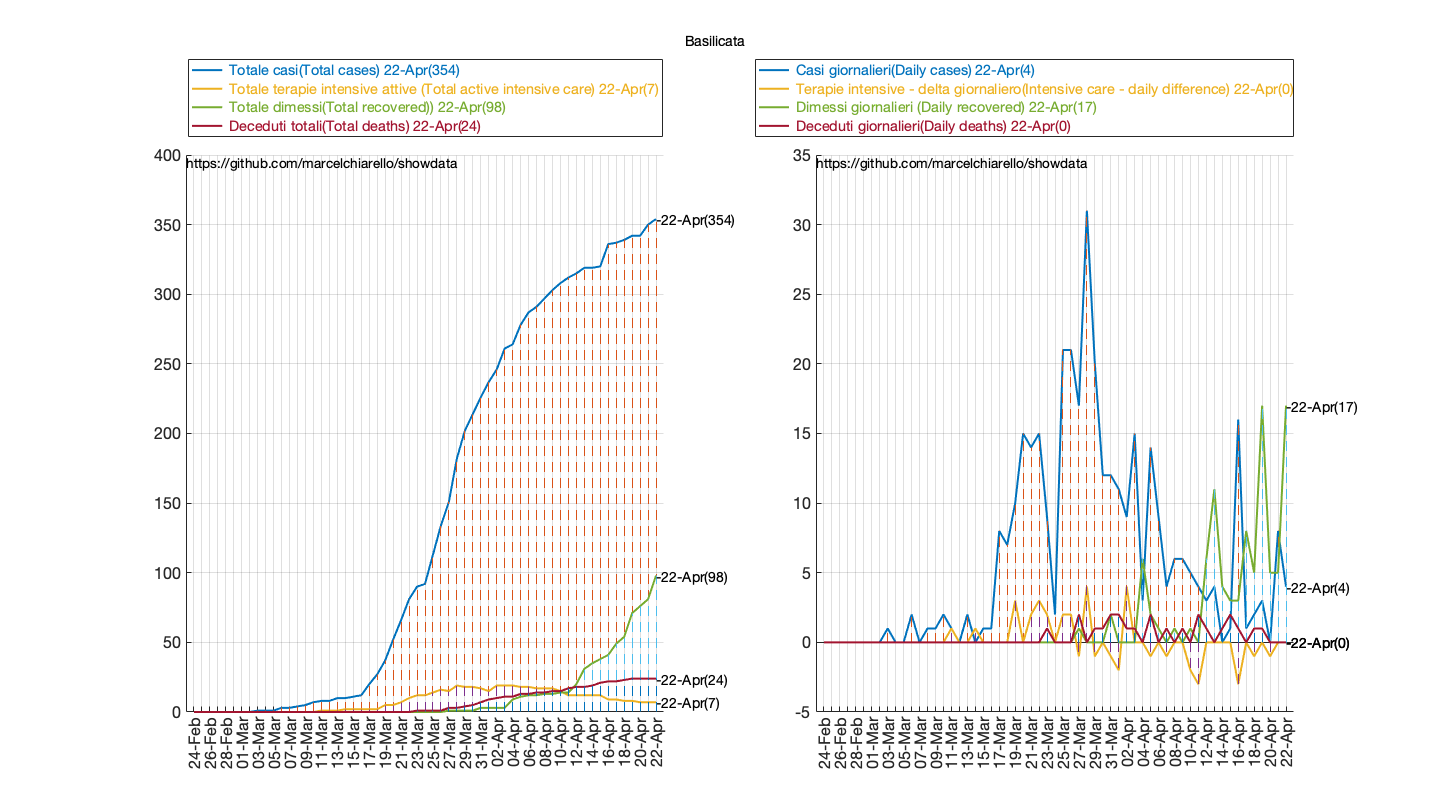 Basilicata
Totale casi(Total cases) 22-Apr(354)
Totale terapie intensive attive (Total active intensive care) 22-Apr(7)
Totale dimessi(Total recovered)) 22-Apr(98)
Deceduti totali(Total deaths) 22-Apr(24)
Casi giornalieri(Daily cases) 22-Apr(4)
Terapie intensive - delta giornaliero(Intensive care - daily difference) 22-Apr(0)
Dimessi giornalieri (Daily recovered) 22-Apr(17)
Deceduti giornalieri(Daily deaths) 22-Apr(0)
https://github.com/marcelchiarello/showdata
400
350
300
250
200
150
100
50
0
22-Apr(354)
22-Apr(98)
22-Apr(24)
22-Apr(7)
24-Feb
26-Feb
28-Feb
01-Mar
03-Mar
05-Mar
07-Mar
09-Mar
11-Mar
13-Mar
15-Mar
17-Mar
19-Mar
21-Mar
23-Mar
25-Mar
27-Mar
29-Mar
31-Mar
02-Apr
04-Apr
06-Apr
08-Apr
10-Apr
12-Apr
14-Apr
16-Apr
18-Apr
20-Apr
22-Apr
https://github.com/marcelchiarello/showdata
35
30
25
20
15
10
5
0
-5
22-Apr(17)
22-Apr(4)
22-Apr(0)
24-Feb
26-Feb
28-Feb
01-Mar
03-Mar
05-Mar
07-Mar
09-Mar
11-Mar
13-Mar
15-Mar
17-Mar
19-Mar
21-Mar
23-Mar
25-Mar
27-Mar
29-Mar
31-Mar
02-Apr
04-Apr
06-Apr
08-Apr
10-Apr
12-Apr
14-Apr
16-Apr
18-Apr
20-Apr
22-Apr